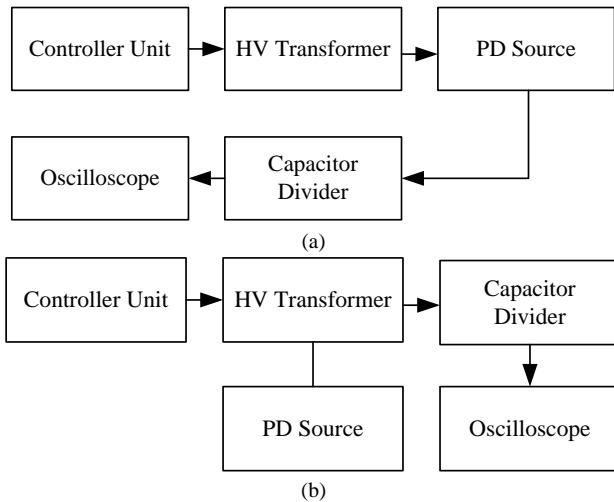 Controller Unit
HV Transformer
PD Source
Oscilloscope
Capacitor
Divider
(a)
Controller Unit
HV Transformer
Capacitor
Divider
PD Source
Oscilloscope
(b)